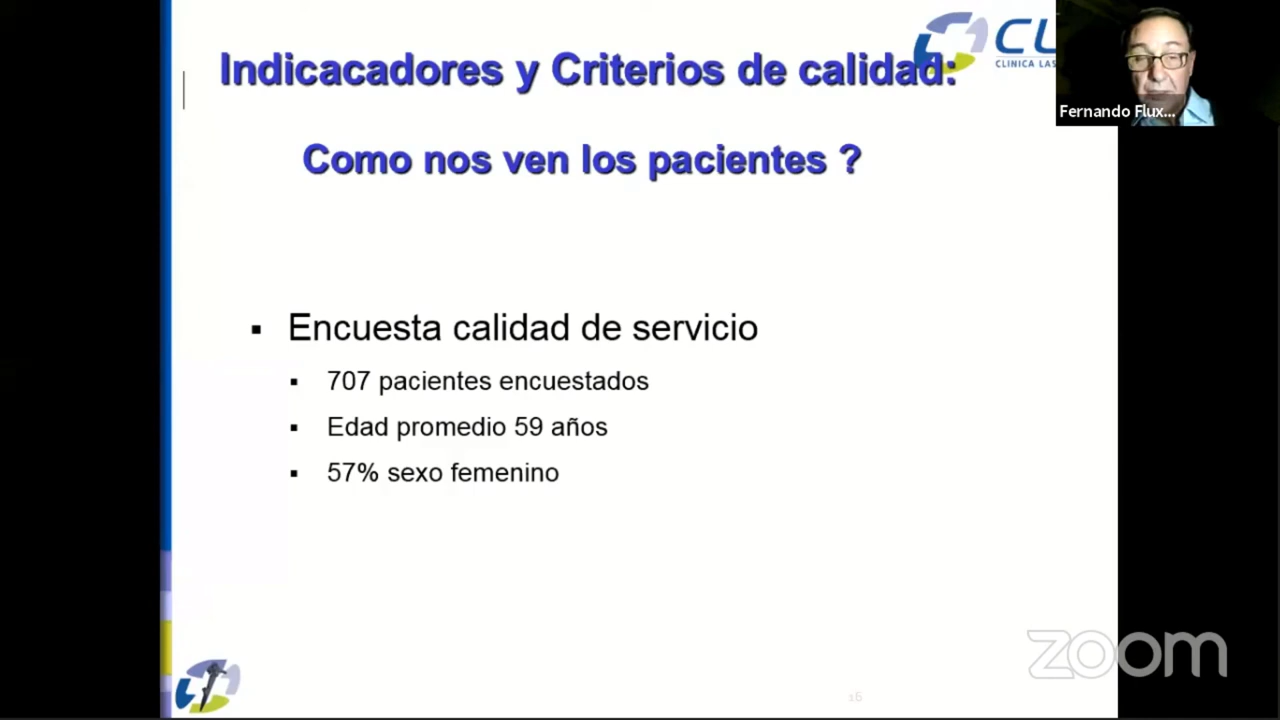 Indicacadores y Criterios de calidad:
CL
CLINICA LAS
Fernando Flux...
Como nos ven los pacientes ?
▪ Encuesta calidad de servicio
▪ 707 pacientes encuestados
▪ Edad promedio 59 años
▪ 57% sexo femenino
zoom
16